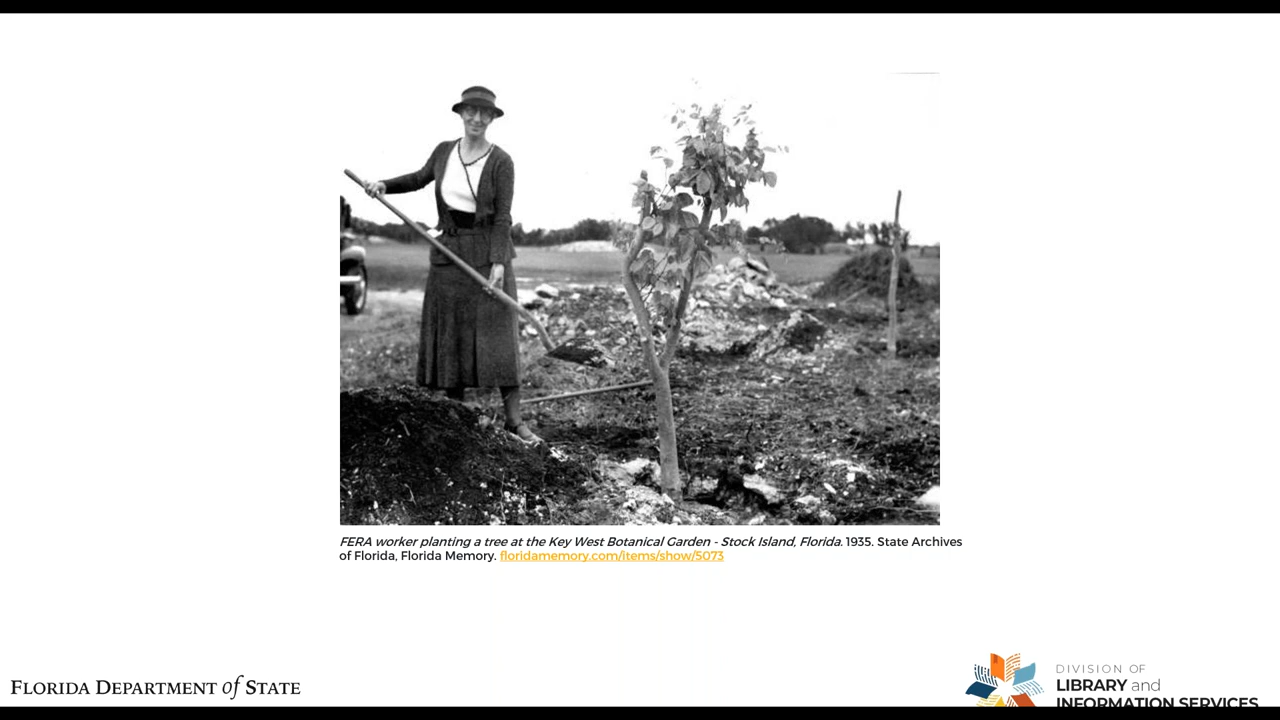 FERA worker planting a tree at the Key West Botanical Garden - Stock Island, Florida. 1935. State Archives
of Florida, Florida Memory. floridamemory.com/items/show/5073
FLORIDA DEPARTMENT of STATE
DIVISION OF
LIBRARY and
INFORMATION SERVICES